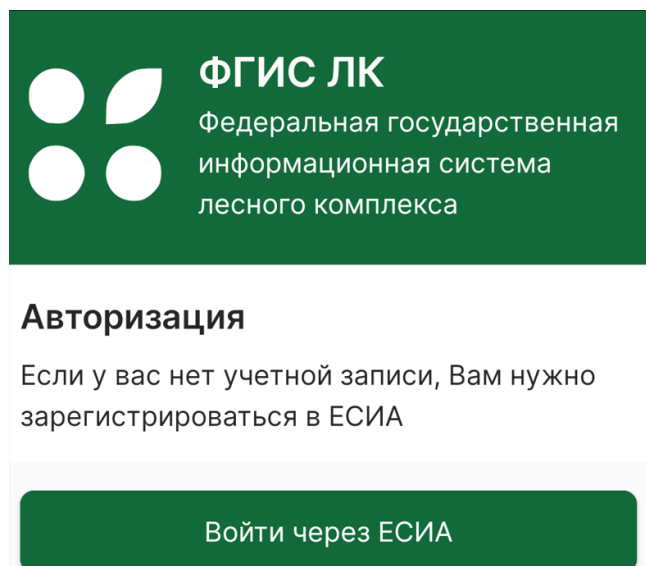 ФГИС ЛК
Федеральная государственная
информационная система
лесного комплекса
Авторизация
Если у вас нет учетной записи, Вам нужно
зарегистрироваться в ЕСИА
Войти через ЕСИА